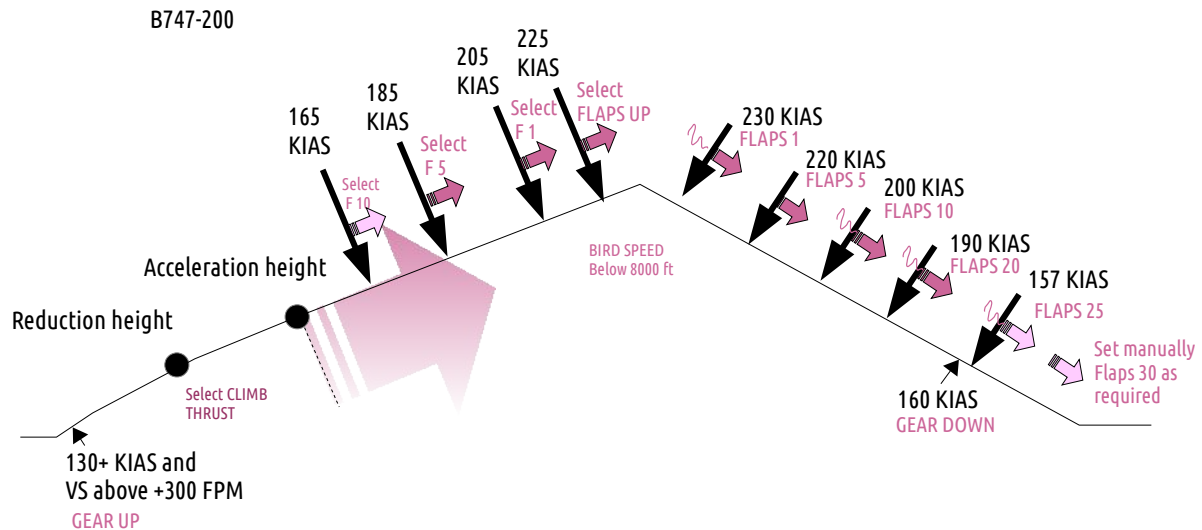 B747-200
165
KIAS
Select
F 10
185
KIAS
Select
F 5
205
KIAS
Select
F 1
225
KIAS
Select
FLAPS UP
230 KIAS
FLAPS 1
220 KIAS
FLAPS 5
200 KIAS
FLAPS 10
190 KIAS
FLAPS 20
157 KIAS
FLAPS 25
Set manually
Flaps 30 as
required
BIRD SPEED
Below 8000 ft
Acceleration height
Reduction height
Select CLIMB
THRUST
160 KIAS
GEAR DOWN
130+ KIAS and
VS above +300 FPM
GEAR UP